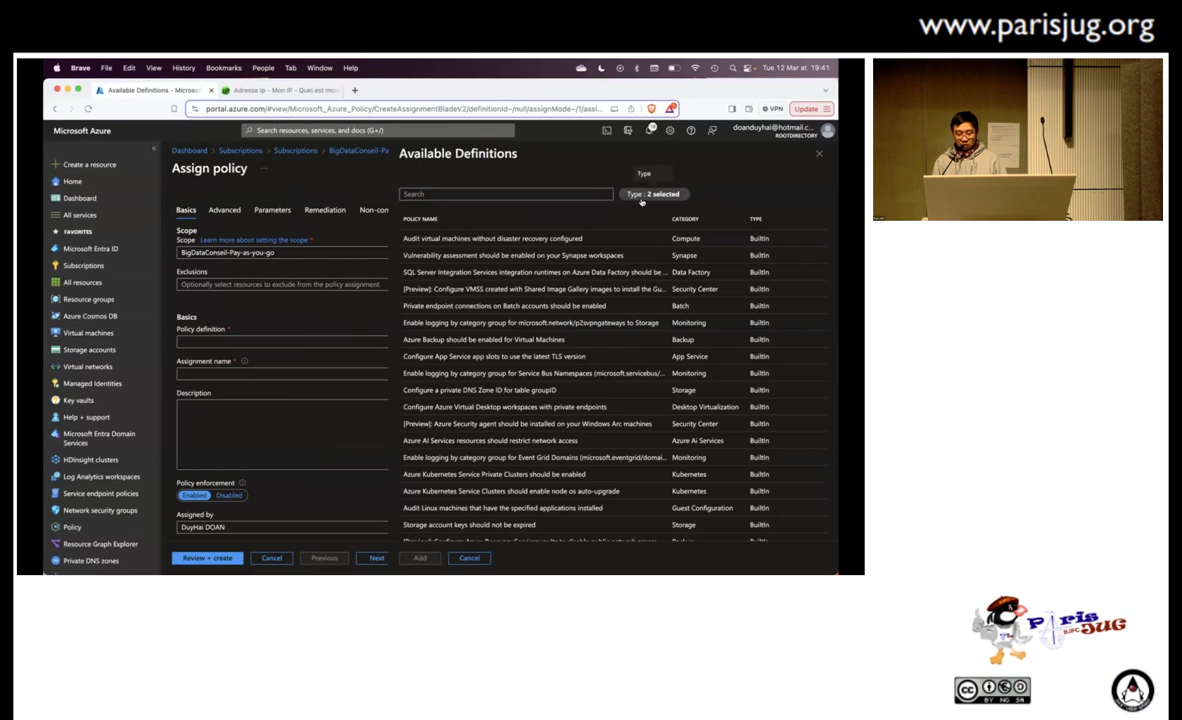 www.parisjug.org
Brave File Edit View History Bookmarks People Tab Window Help
Tue 12 Mar at 19:41
Available Definitions - Microso
Adresse Ip - Mon IP - Quel est mon
portal.azure.com/#view/Microsoft_Azure_Policy/CreateAssignmentBladeV2/definitionId~/null/assignMode~/1/assi...
VPN
Update
Microsoft Azure
Search resources, services, and docs (G+/)
doanduyhai@hotmail.c...
ROOTDIRECTORY
Create a resource
Home
Dashboard
All services
FAVORITES
Microsoft Entra ID
Subscriptions
All resources
Resource groups
Azure Cosmos DB
Virtual machines
Storage accounts
Virtual networks
Managed Identities
Key vaults
Help + support
Microsoft Entra Domain
Services
HDInsight clusters
Log Analytics workspaces
Service endpoint policies
Network security groups
Policy
Resource Graph Explorer
Private DNS zones
Dashboard > Subscriptions > Subscriptions > BigDataConseil-Pa
Assign policy ...
Basics Advanced Parameters Remediation Non-con
Scope
Scope Learn more about setting the scope *
BigDataConseil-Pay-as-you-go
Exclusions
Optionally select resources to exclude from the policy assignment.
Basics
Policy definition *
Assignment name *
Description
Policy enforcement
Enabled Disabled
Assigned by
DuyHai DOAN
Review + create Cancel Previous Next
Available Definitions
Type
Search
Type : 2 selected
POLICY NAME CATEGORY TYPE
Audit virtual machines without disaster recovery configured Compute BuiltIn
Vulnerability assessment should be enabled on your Synapse workspaces Synapse BuiltIn
SQL Server Integration Services integration runtimes on Azure Data Factory should be ... Data Factory BuiltIn
[Preview]: Configure VMSS created with Shared Image Gallery images to install the Gu... Security Center BuiltIn
Private endpoint connections on Batch accounts should be enabled Batch BuiltIn
Enable logging by category group for microsoft.network/p2svpngateways to Storage Monitoring BuiltIn
Azure Backup should be enabled for Virtual Machines Backup BuiltIn
Configure App Service app slots to use the latest TLS version App Service BuiltIn
Enable logging by category group for Service Bus Namespaces (microsoft.servicebus/... Monitoring BuiltIn
Configure a private DNS Zone ID for table groupID Storage BuiltIn
Configure Azure Virtual Desktop workspaces with private endpoints Desktop Virtualization BuiltIn
[Preview]: Azure Security agent should be installed on your Windows Arc machines Security Center BuiltIn
Azure AI Services resources should restrict network access Azure Ai Services BuiltIn
Enable logging by category group for Event Grid Domains (microsoft.eventgrid/domai... Monitoring BuiltIn
Azure Kubernetes Service Private Clusters should be enabled Kubernetes BuiltIn
Azure Kubernetes Service Clusters should enable node os auto-upgrade Kubernetes BuiltIn
Audit Linux machines that have the specified applications installed Guest Configuration BuiltIn
Storage account keys should not be expired Storage BuiltIn
Add Cancel
Paris JUG
cc
BY NC SA